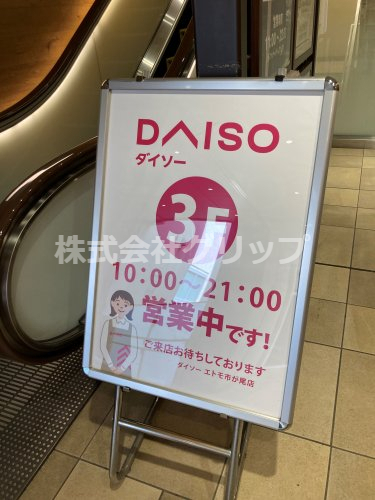 DAISO
ダイソー
3F
株式会社グリップ
10:00～21:00
営業中です!
ご来店お待ちしております
ダイソー エトモ市が尾店